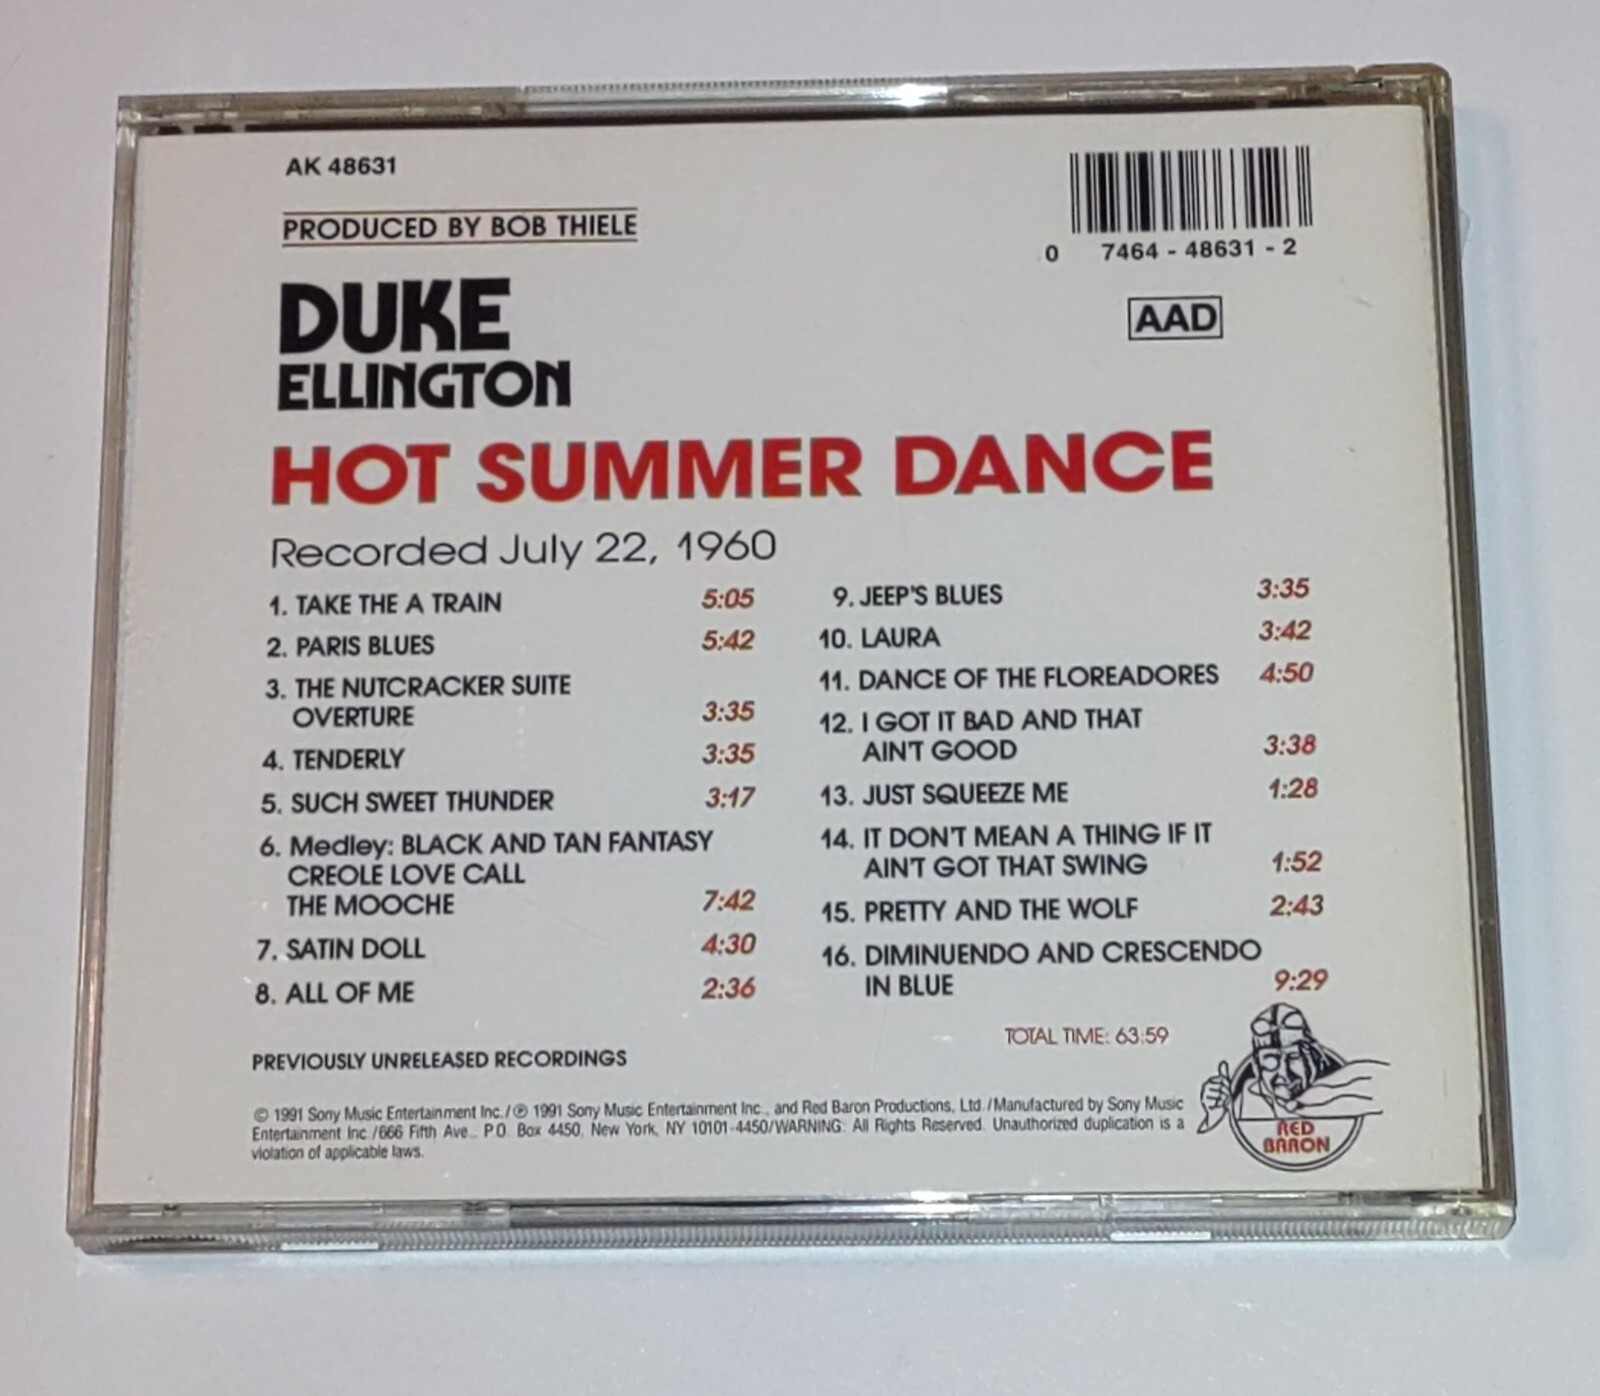 AK 48631
PRODUCED BY BOB THIELE
0 7464 - 48631 - 2
AAD
DUKE
ELLINGTON
HOT SUMMER DANCE
Recorded July 22, 1960
1. TAKE THE A TRAIN 5:05
2. PARIS BLUES 5:42
3. THE NUTCRACKER SUITE
OVERTURE 3:35
4. TENDERLY 3:35
5. SUCH SWEET THUNDER 3:17
6. Medley: BLACK AND TAN FANTASY
CREOLE LOVE CALL
THE MOOCHE 7:42
7. SATIN DOLL 4:30
8. ALL OF ME 2:36
9. JEEP'S BLUES 3:35
10. LAURA 3:42
11. DANCE OF THE FLOREADORES 4:50
12. I GOT IT BAD AND THAT
AIN'T GOOD 3:38
13. JUST SQUEEZE ME 1:28
14. IT DON'T MEAN A THING IF IT
AIN'T GOT THAT SWING 1:52
15. PRETTY AND THE WOLF 2:43
16. DIMINUENDO AND CRESCENDO
IN BLUE 9:29
TOTAL TIME: 63:59
PREVIOUSLY UNRELEASED RECORDINGS
© 1991 Sony Music Entertainment Inc./℗ 1991 Sony Music Entertainment Inc., and Red Baron Productions, Ltd./Manufactured by Sony Music
Entertainment Inc./666 Fifth Ave., P.O. Box 4450, New York, NY 10101-4450/WARNING: All Rights Reserved. Unauthorized duplication is a
violation of applicable laws.
RED
BARON